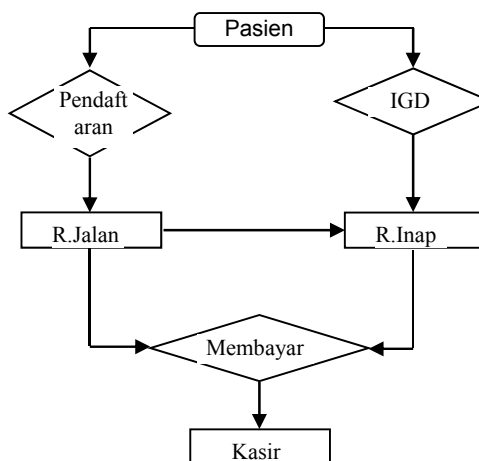 Pasien
Pendaft
aran
IGD
R.Jalan
R.Inap
Membayar
Kasir